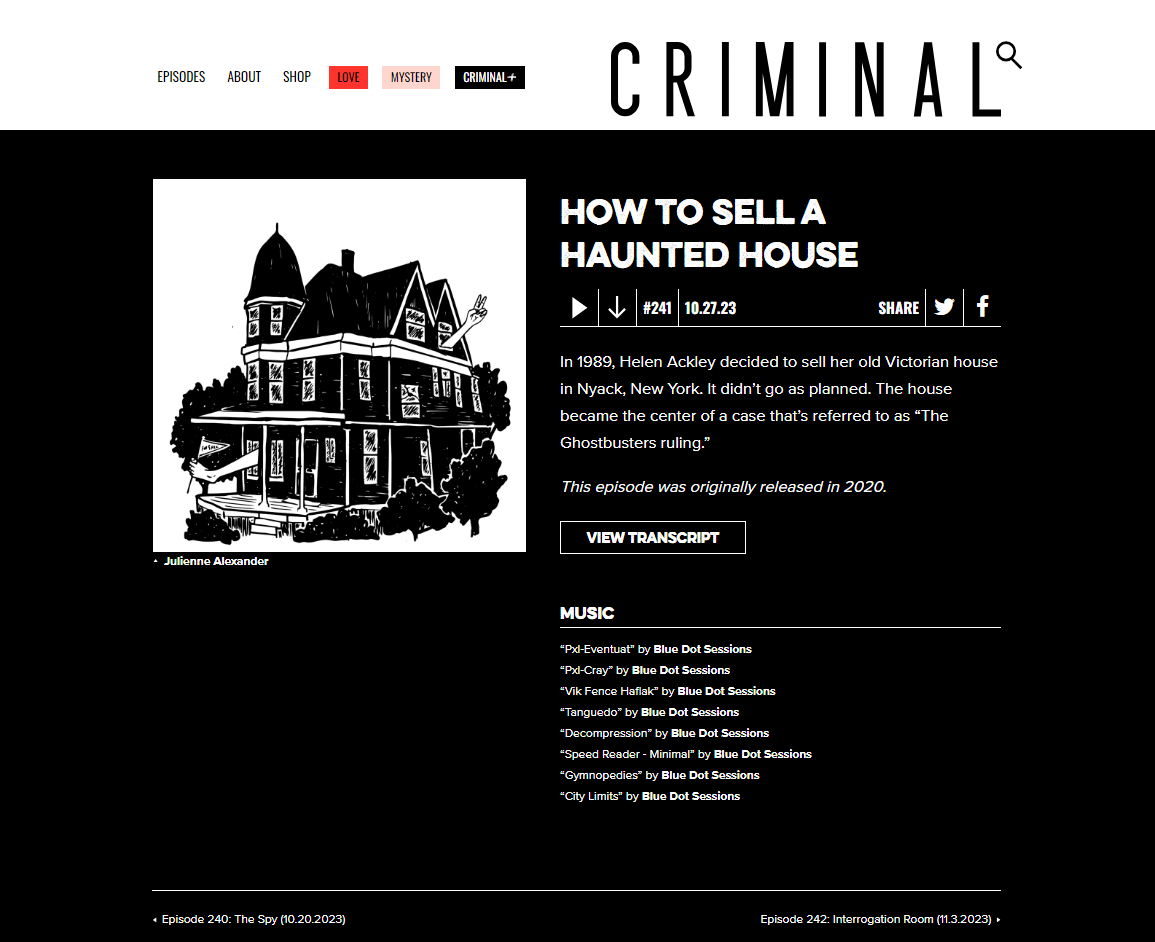 EPISODES ABOUT SHOP LOVE MYSTERY CRIMINAL+
CRIMINAL
HOW TO SELL A
HAUNTED HOUSE
#241 10.27.23 SHARE
In 1989, Helen Ackley decided to sell her old Victorian house
in Nyack, New York. It didn’t go as planned. The house
became the center of a case that’s referred to as “The
Ghostbusters ruling.”
This episode was originally released in 2020.
VIEW TRANSCRIPT
Julienne Alexander
MUSIC
“Pxl-Eventuat” by Blue Dot Sessions
“Pxl-Cray” by Blue Dot Sessions
“Vik Fence Haflak” by Blue Dot Sessions
“Tanguedo” by Blue Dot Sessions
“Decompression” by Blue Dot Sessions
“Speed Reader - Minimal” by Blue Dot Sessions
“Gymnopedies” by Blue Dot Sessions
“City Limits” by Blue Dot Sessions
Episode 240: The Spy (10.20.2023)
Episode 242: Interrogation Room (11.3.2023)